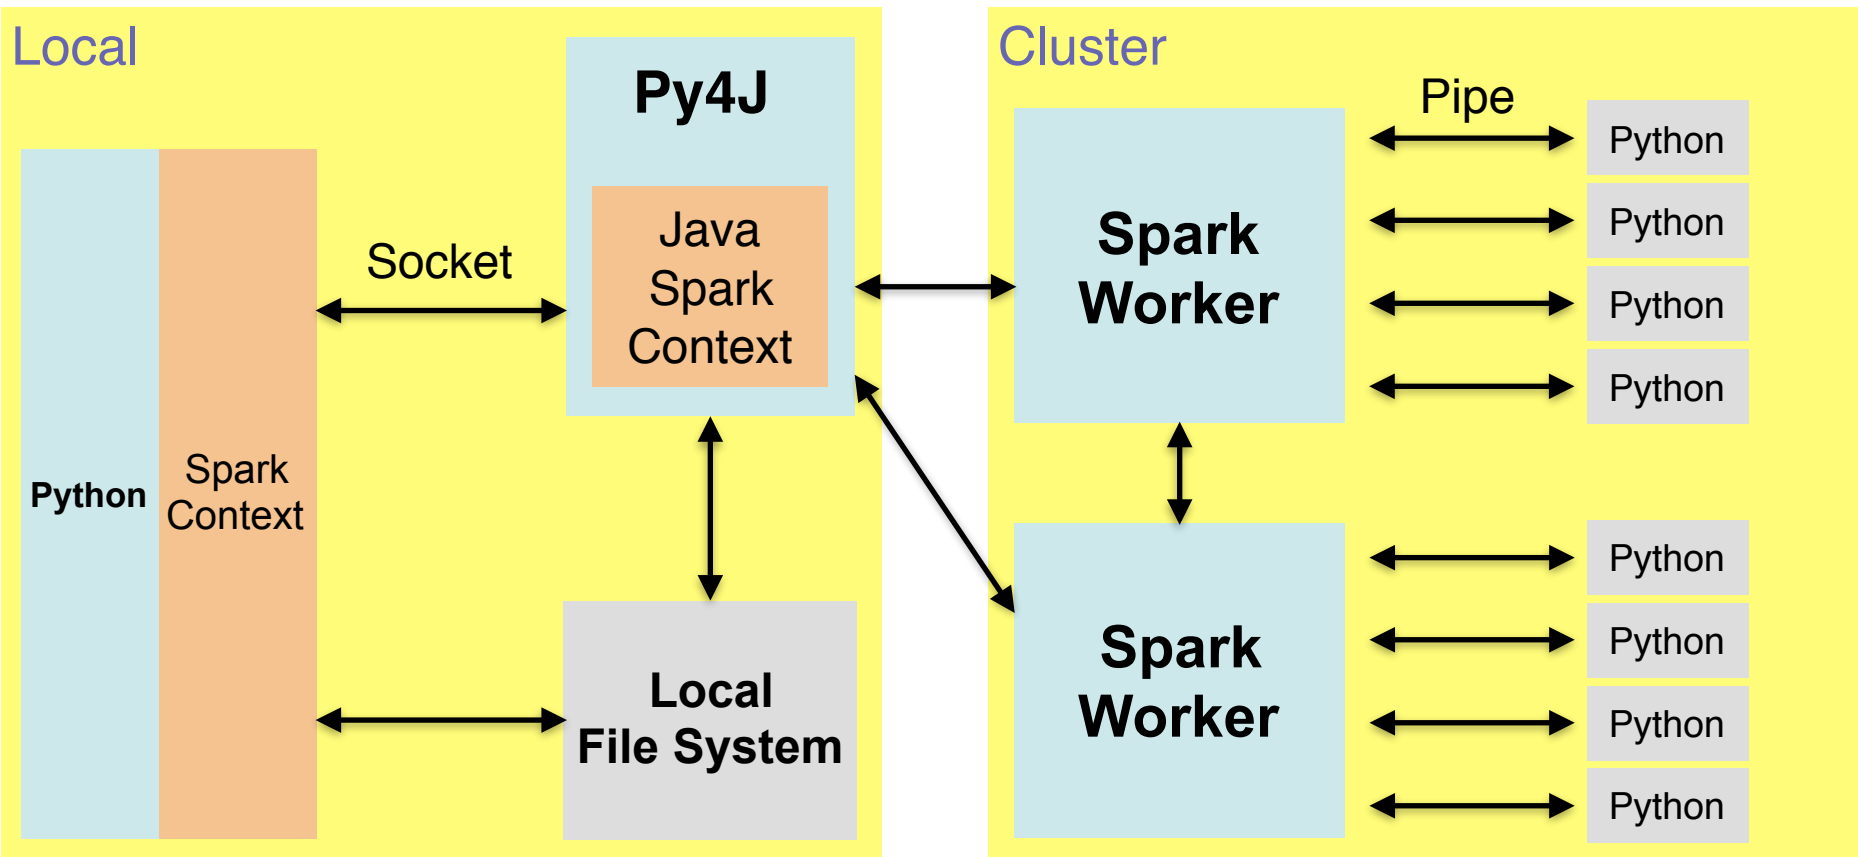 Local
Py4J
Java
Spark
Context
Socket
Python
Spark
Context
Local
File System
Cluster
Pipe
Spark
Worker
Python
Python
Python
Python
Spark
Worker
Python
Python
Python
Python